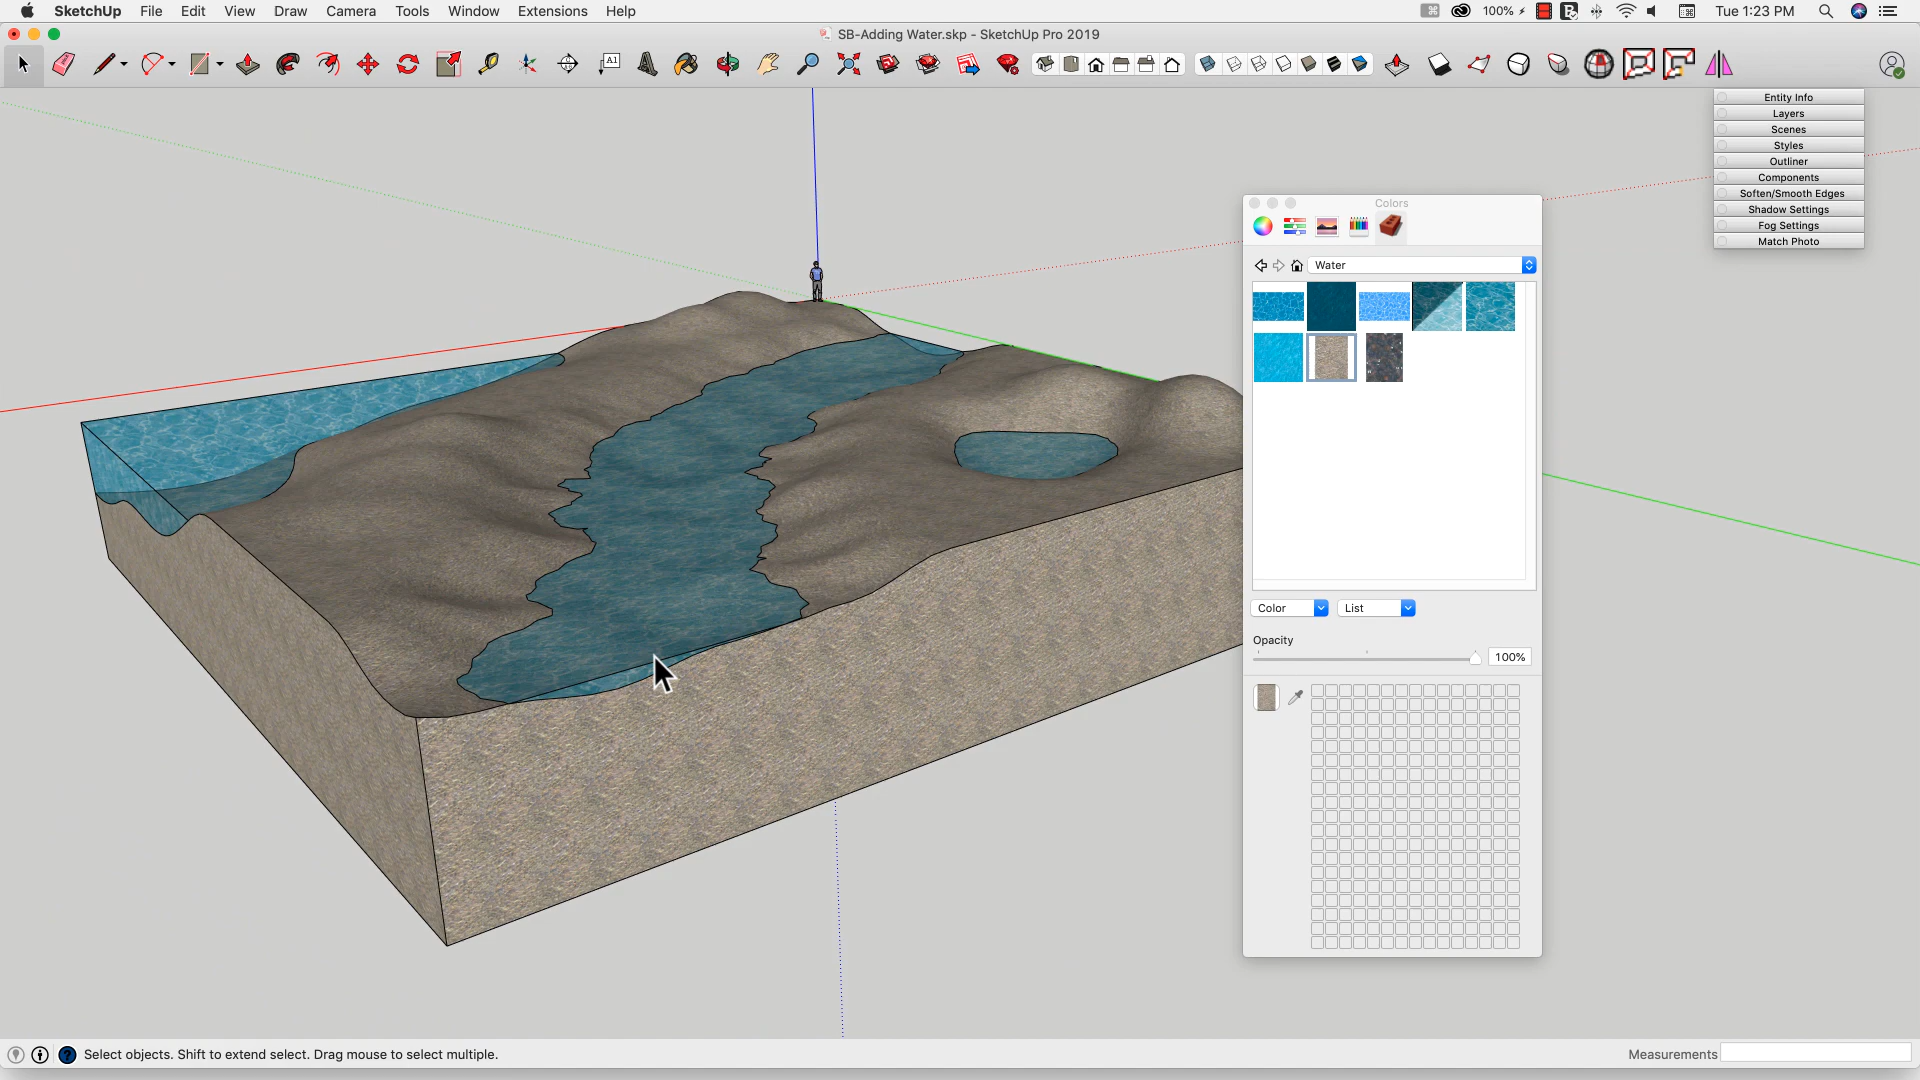 SketchUp File Edit View Draw Camera Tools Window Extensions Help 100% Tue 1:23 PM
SB-Adding Water.skp - SketchUp Pro 2019
A1
Entity Info
Layers
Scenes
Styles
Outliner
Components
Soften/Smooth Edges
Shadow Settings
Fog Settings
Match Photo
Colors
Water
Color List
Opacity
100%
Select objects. Shift to extend select. Drag mouse to select multiple.
Measurements